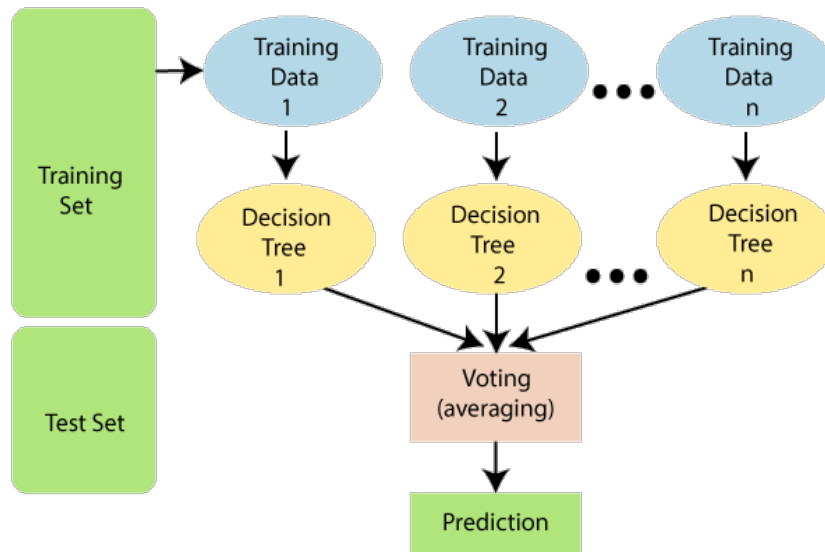 Training
Data
1
Training
Data
2
Training
Data
n
Training
Set
Decision
Tree
1
Decision
Tree
2
Decision
Tree
n
Test Set
Voting
(averaging)
Prediction